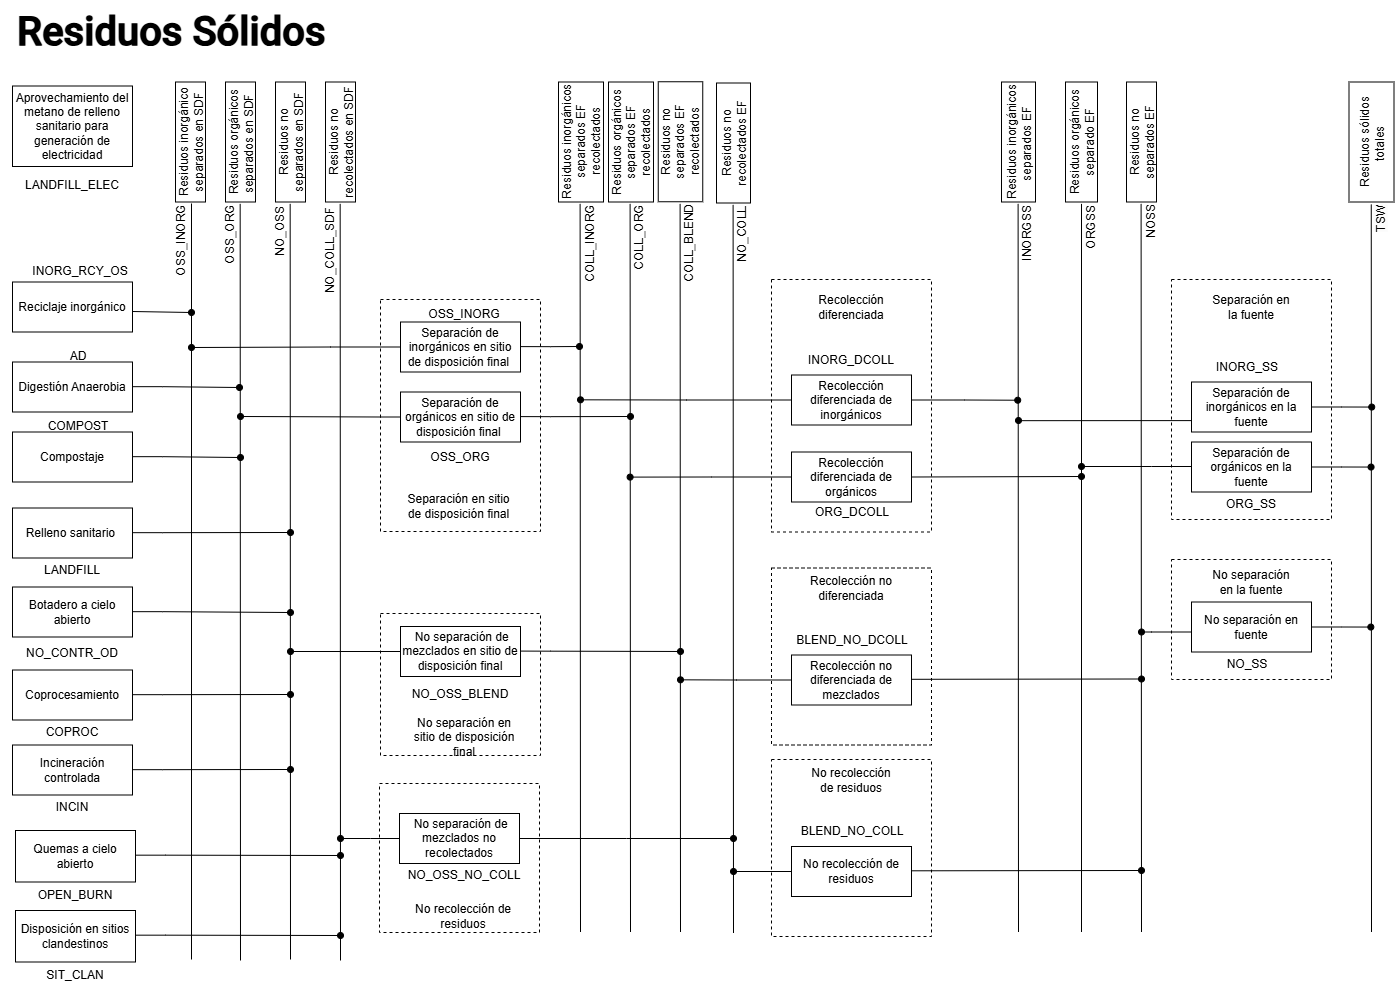 Residuos Sólidos
Aprovechamiento del
metano de relleno
sanitario para
generación de
electricidad
LANDFILL_ELEC
Residuos inorgánico
separados en SDF
OSS_INORG
Residuos orgánicos
separados en SDF
OSS_ORG
Residuos no
separados en SDF
NO_OSS
Residuos no
recolectados en SDF
NO_COLL_SDF
Residuos inorgánicos
separados EF
recolectados
COLL_INORG
Residuos orgánicos
separados EF
recolectados
COLL_ORG
Residuos no
separados EF
recolectados
COLL_BLEND
Residuos no
recolectados EF
NO_COLL
Residuos inorgánicos
separados EF
INORGSS
Residuos orgánicos
separado EF
ORGSS
Residuos no
separados EF
NOSS
Residuos sólidos
totales
TSW
INORG_RCY_OS
Reciclaje inorgánico
AD
Digestión Anaerobia
COMPOST
Compostaje
Relleno sanitario
LANDFILL
Botadero a cielo
abierto
NO_CONTR_OD
Coprocesamiento
COPROC
Incineración
controlada
INCIN
Quemas a cielo
abierto
OPEN_BURN
Disposición en sitios
clandestinos
SIT_CLAN
OSS_INORG
Separación de
inorgánicos en sitio
de disposición final
Separación de
orgánicos en sitio de
disposición final
OSS_ORG
Separación en sitio
de disposición final
No separación de
mezclados en sitio de
disposición final
NO_OSS_BLEND
No separación en
sitio de disposición
final
No separación de
mezclados no
recolectados
NO_OSS_NO_COLL
No recolección de
residuos
Recolección
diferenciada
INORG_DCOLL
Recolección
diferenciada de
inorgánicos
Recolección
diferenciada de
orgánicos
ORG_DCOLL
Recolección no
diferenciada
BLEND_NO_DCOLL
Recolección no
diferenciada de
mezclados
No recolección
de residuos
BLEND_NO_COLL
No recolección de
residuos
Separación en
la fuente
INORG_SS
Separación de
inorgánicos en la
fuente
Separación de
orgánicos en la
fuente
ORG_SS
No separación
en la fuente
No separación en
fuente
NO_SS